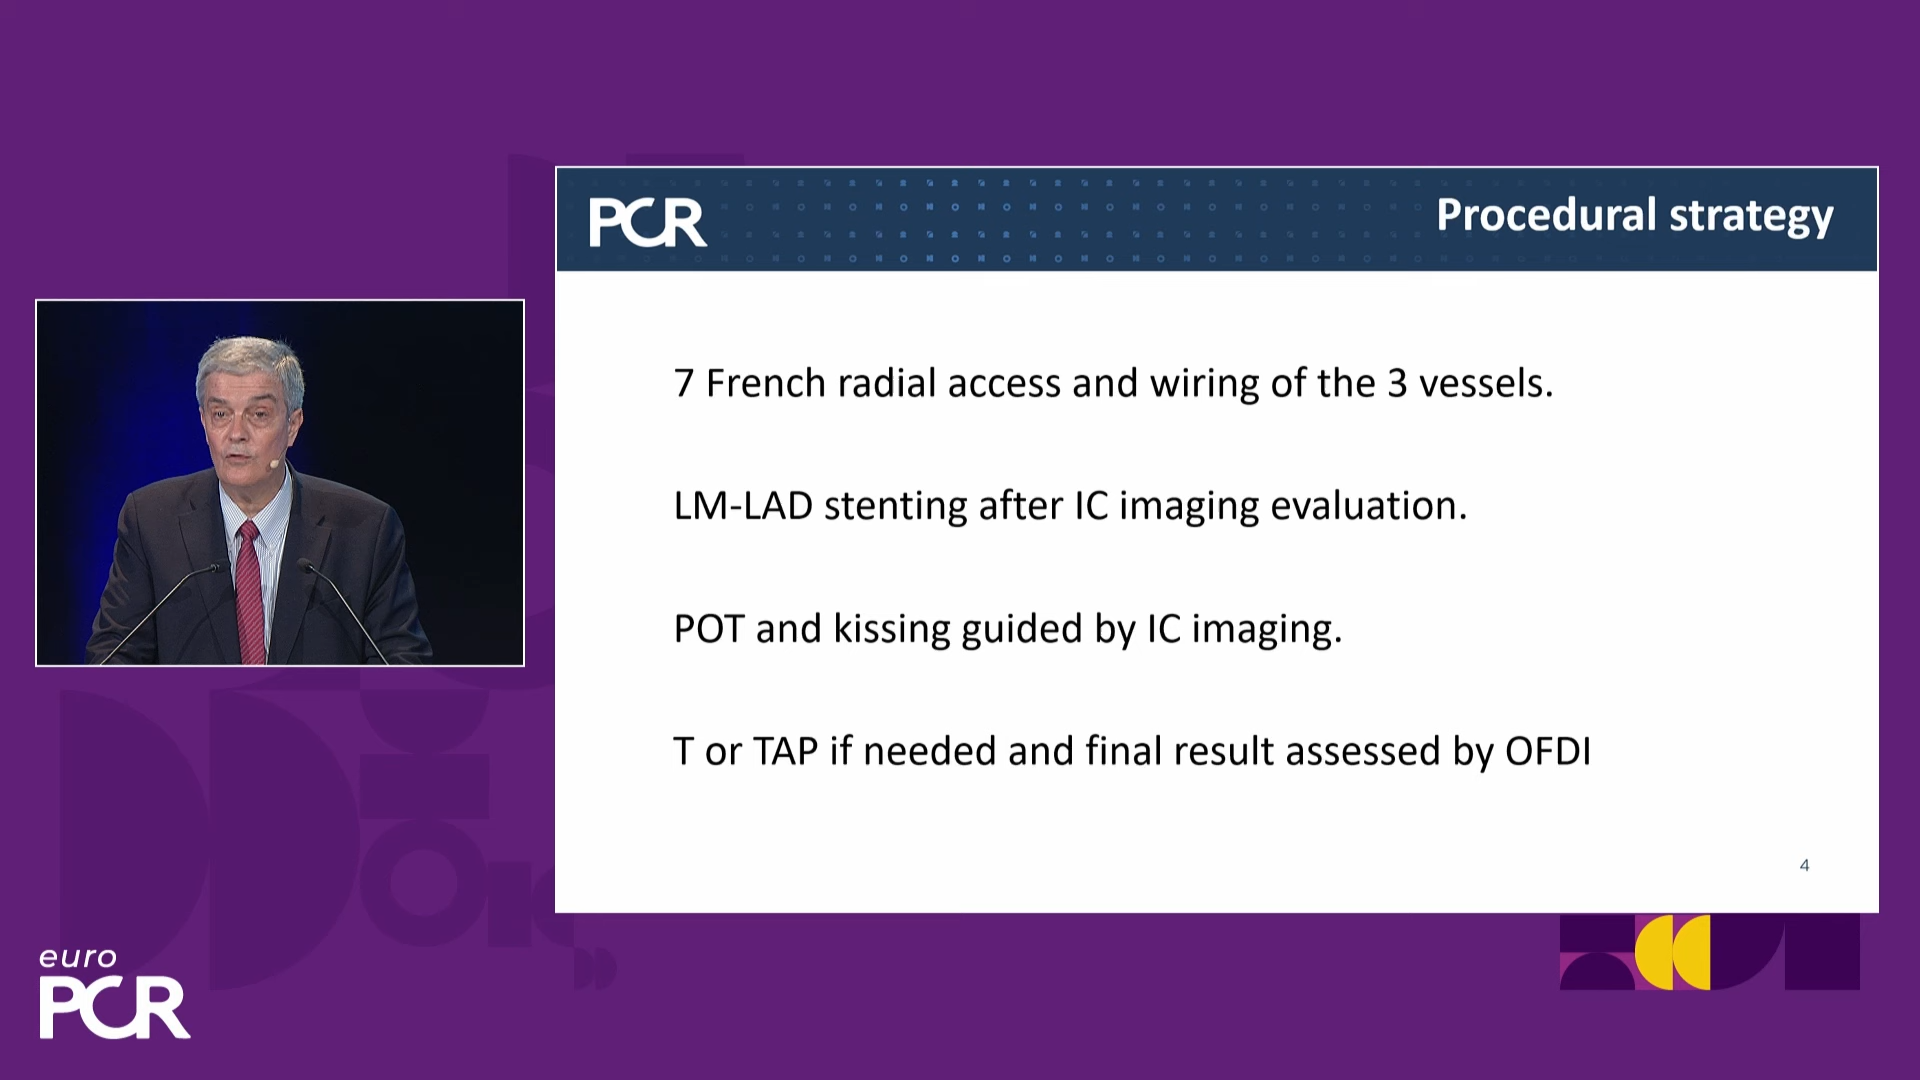 PCR
Procedural strategy
7 French radial access and wiring of the 3 vessels.
LM-LAD stenting after IC imaging evaluation.
POT and kissing guided by IC imaging.
T or TAP if needed and final result assessed by OFDI
4
euro
PCR